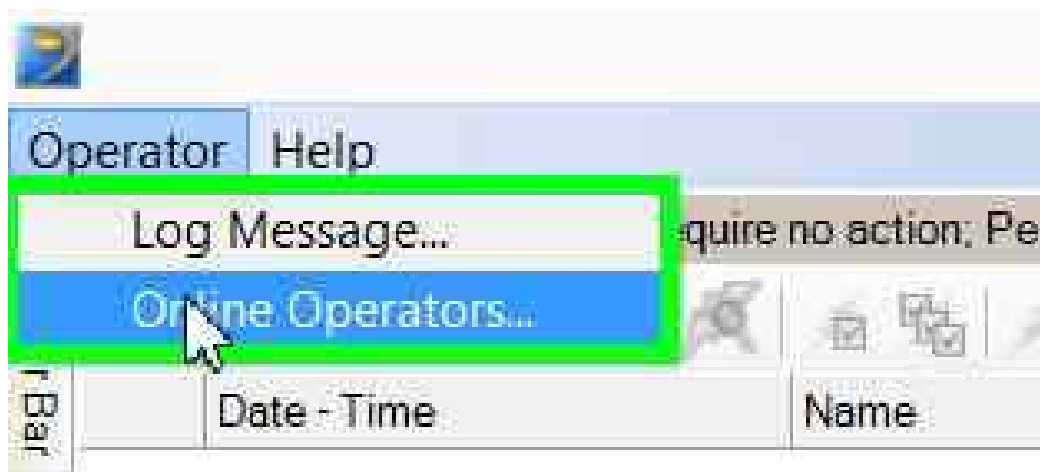 Operator Help
Log Message...
quire no action; Pe
Online Operators...
Bar
Date - Time
Name